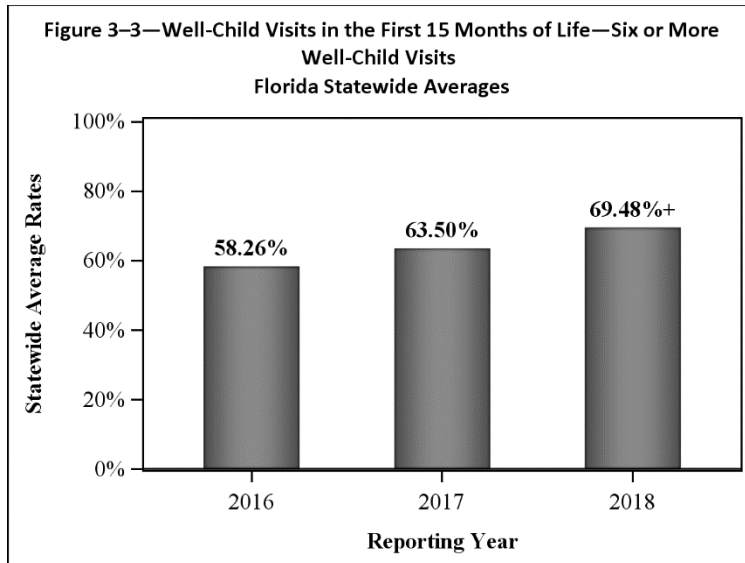 Figure 3–3—Well-Child Visits in the First 15 Months of Life—Six or More
Well-Child Visits
Florida Statewide Averages
100%
80%
60%
40%
20%
0%
Statewide Average Rates
58.26%
63.50%
69.48%+
2016
2017
2018
Reporting Year